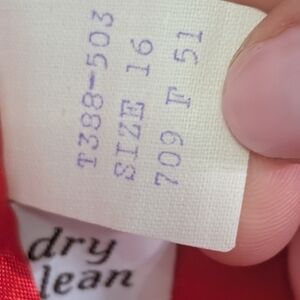 T388-503
SIZE 16
709 F 51
dry
lean